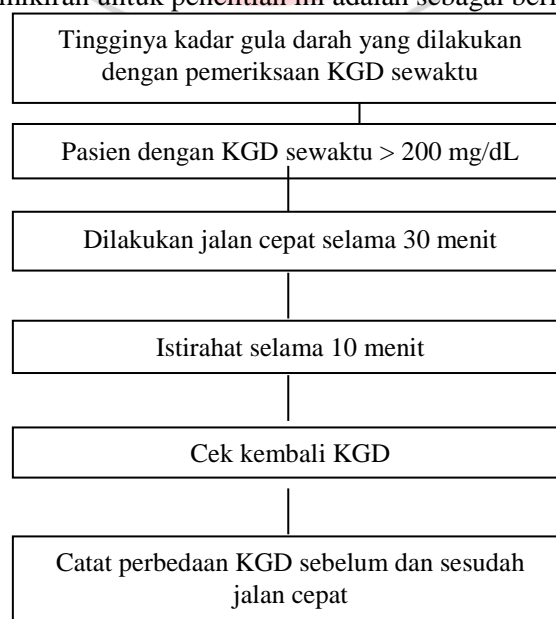 untuk penelitian ini adalah sebagai
Tingginya kadar gula darah yang dilakukan
dengan pemeriksaan KGD sewaktu
Pasien dengan KGD sewaktu > 200 mg/dL
Dilakukan jalan cepat selama 30 menit
Istirahat selama 10 menit
Cek kembali KGD
Catat perbedaan KGD sebelum dan sesudah
jalan cepat